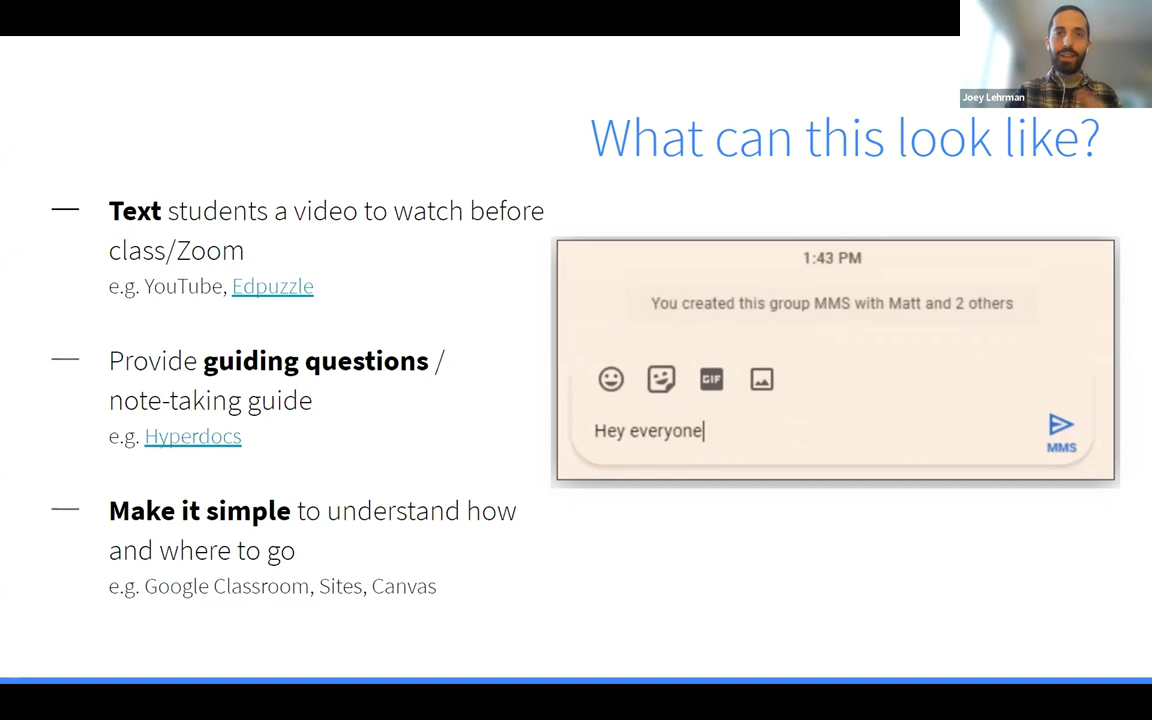 Joey Lehrman
What can this look like?
— Text students a video to watch before
class/Zoom
e.g. YouTube, Edpuzzle
— Provide guiding questions /
note-taking guide
e.g. Hyperdocs
— Make it simple to understand how
and where to go
e.g. Google Classroom, Sites, Canvas
1:43 PM
You created this group MMS with Matt and 2 others
GIF
Hey everyone
MMS